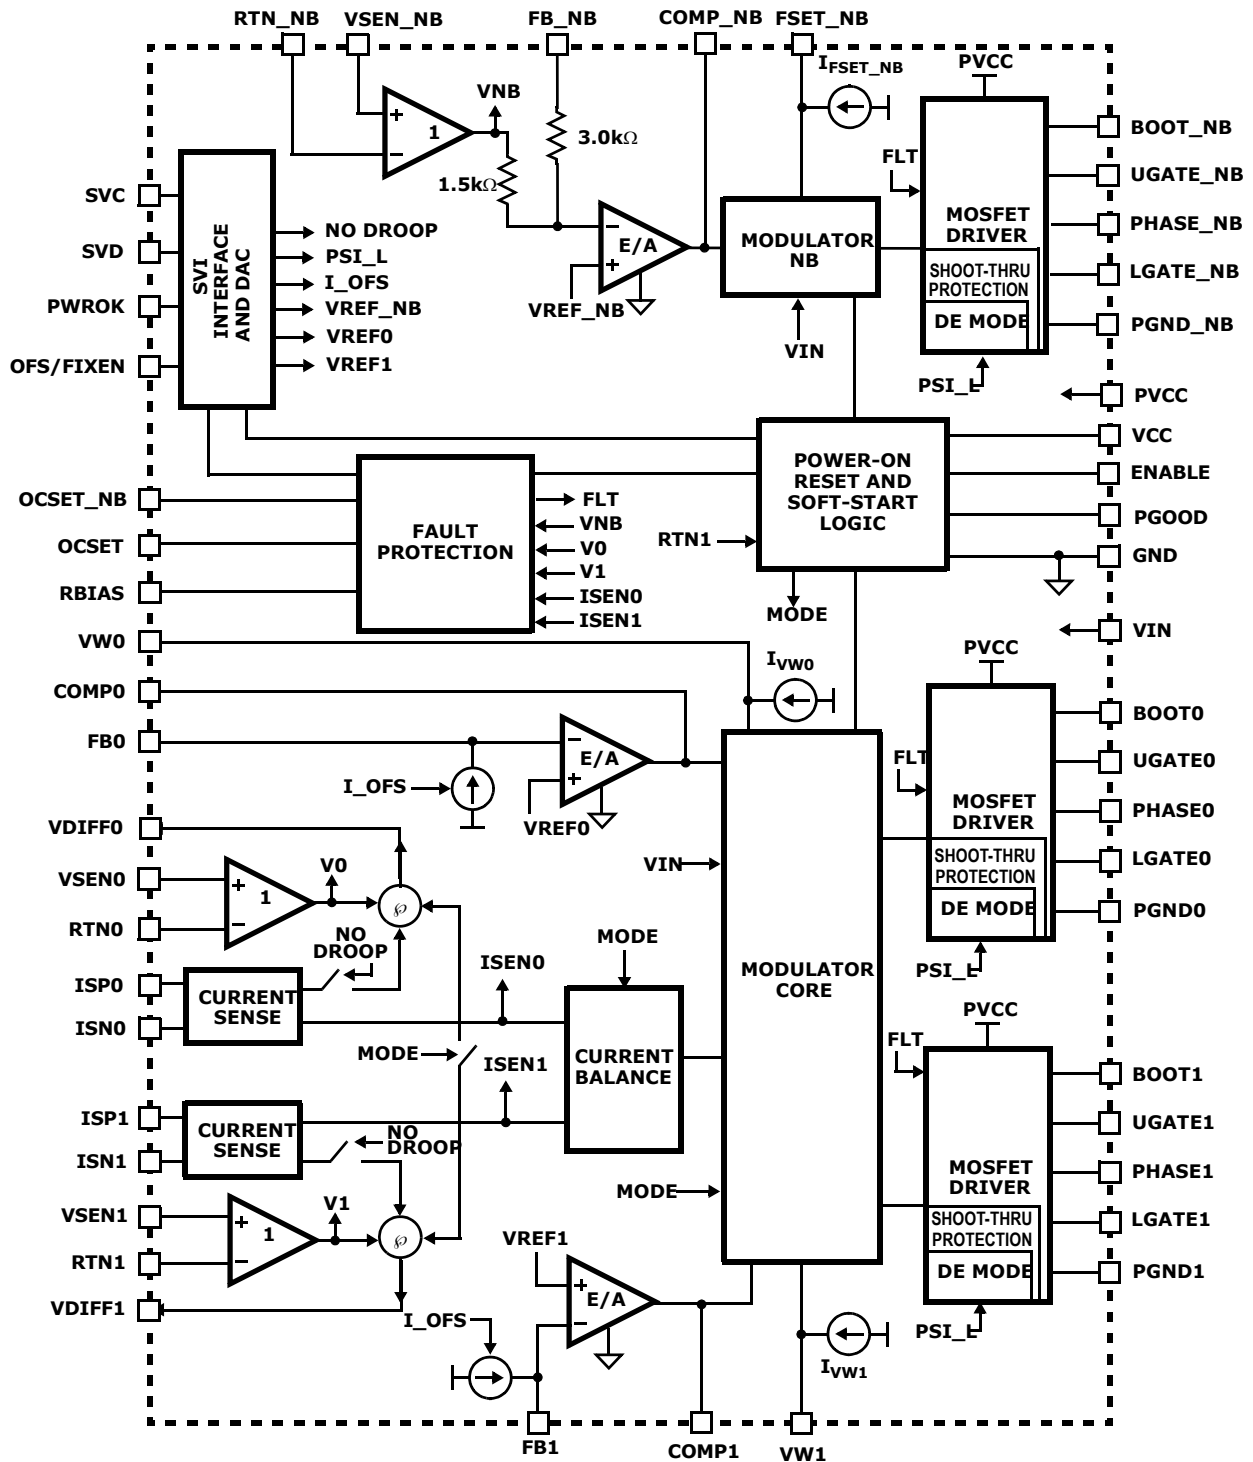 RTN_NB
VSEN_NB
FB_NB
COMP_NB
FSET_NB
IFSET_NB
PVCC
VNB
+
1
−
3.0kΩ
1.5kΩ
FLT
BOOT_NB
UGATE_NB
PHASE_NB
LGATE_NB
PGND_NB
SVC
SVD
PWROK
OFS/FIXEN
SVI
INTERFACE
AND DAC
NO DROOP
PSI_L
I_OFS
VREF_NB
VREF0
VREF1
−
E/A
+
VREF_NB
MODULATOR
NB
VIN
MOSFET
DRIVER
SHOOT-THRU
PROTECTION
DE MODE
PSI_L
PVCC
VCC
ENABLE
PGOOD
GND
POWER-ON
RESET AND
SOFT-START
LOGIC
RTN1
MODE
OCSET_NB
OCSET
RBIAS
FAULT
PROTECTION
FLT
VNB
V0
V1
ISEN0
ISEN1
VW0
COMP0
FB0
IVW0
VIN
PVCC
I_OFS
−
E/A
+
VREF0
FLT
MOSFET
DRIVER
SHOOT-THRU
PROTECTION
DE MODE
PSI_L
BOOT0
UGATE0
PHASE0
LGATE0
PGND0
VDIFF0
VSEN0
RTN0
+
1
−
V0
℘
NO
DROOP
VIN
ISP0
ISN0
CURRENT
SENSE
ISEN0
MODE
MODULATOR
CORE
MODE
ISEN1
CURRENT
BALANCE
PVCC
FLT
ISP1
ISN1
CURRENT
SENSE
NO
DROOP
MODE
MOSFET
DRIVER
SHOOT-THRU
PROTECTION
DE MODE
PSI_L
BOOT1
UGATE1
PHASE1
LGATE1
PGND1
VSEN1
RTN1
VDIFF1
+
1
−
V1
℘
VREF1
+
E/A
−
I_OFS
IVW1
FB1
COMP1
VW1